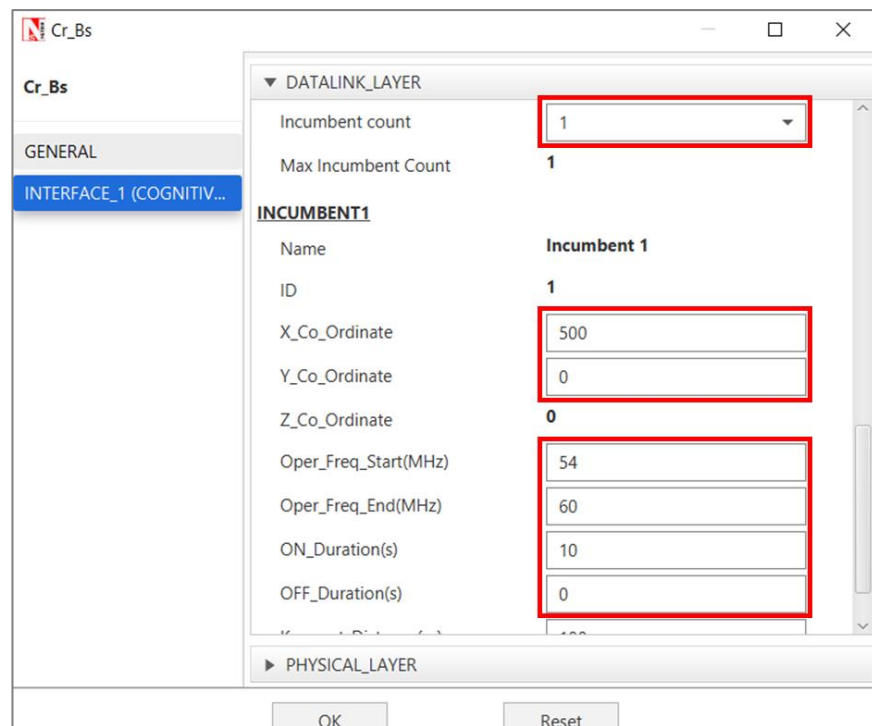 Cr_Bs
Cr_Bs
GENERAL
INTERFACE_1 (COGNITIV...
▼ DATALINK_LAYER
Incumbent count 1
Max Incumbent Count 1
INCUMBENT1
Name Incumbent 1
ID 1
X_Co_Ordinate 500
Y_Co_Ordinate 0
Z_Co_Ordinate 0
Oper_Freq_Start(MHz) 54
Oper_Freq_End(MHz) 60
ON_Duration(s) 10
OFF_Duration(s) 0
▶ PHYSICAL_LAYER
OK Reset